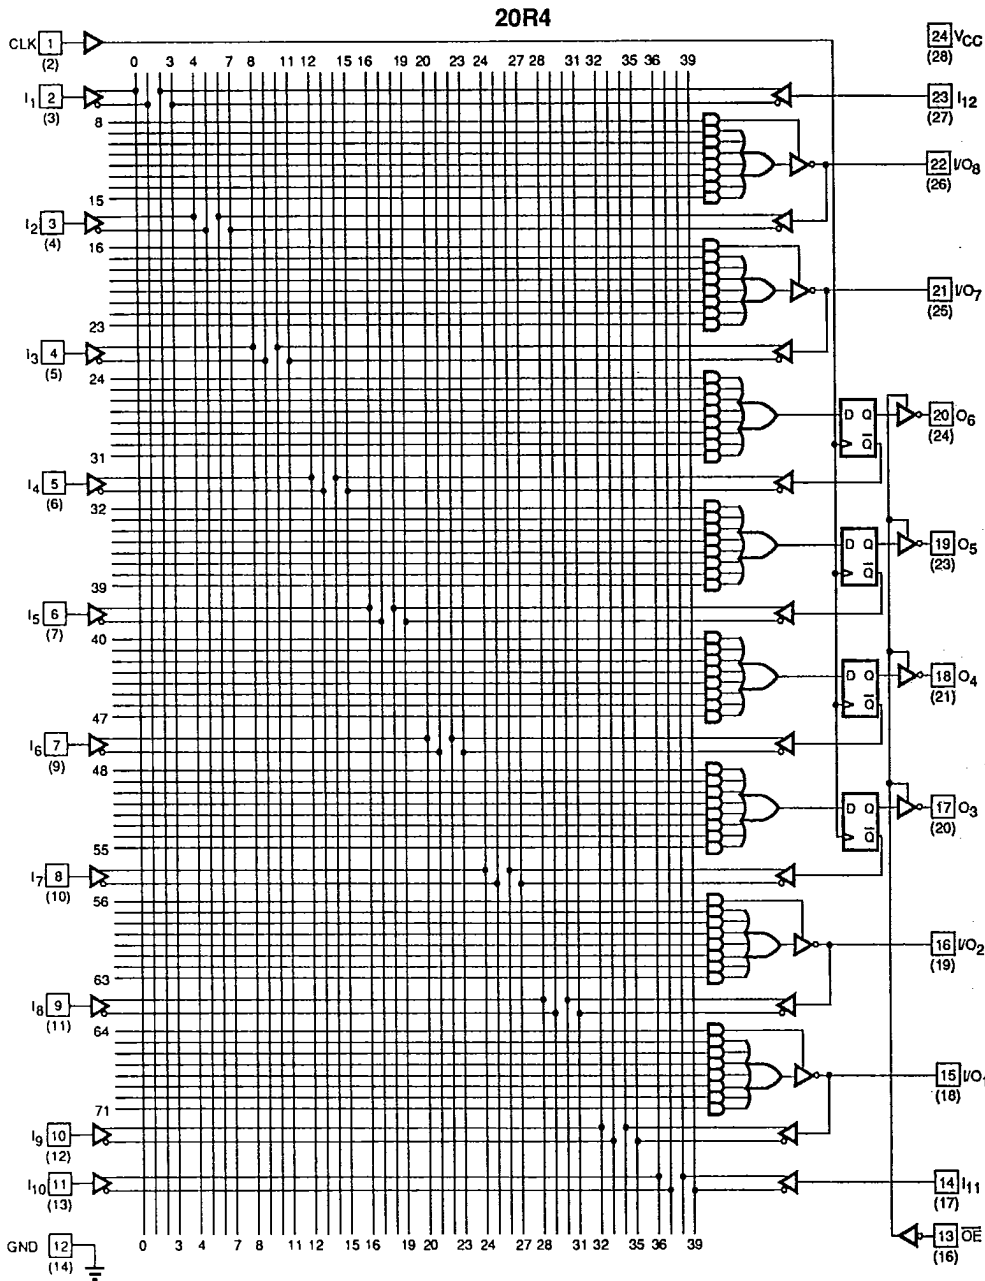 20R4
CLK 1 (2)
24 VCC (28)
0 3 4 7 8 11 12 15 16 19 20 23 24 27 28 31 32 35 36 39
I1 2 (3)
23 I12 (27)
8
22 I/O8 (26)
15
I2 3 (4)
16
21 I/O7 (25)
23
I3 4 (5)
24
D Q Q̅
20 O6 (24)
31
I4 5 (6)
32
D Q Q̅
19 O5 (23)
39
I5 6 (7)
40
D Q Q̅
18 O4 (21)
47
I6 7 (9)
48
D Q Q̅
17 O3 (20)
55
I7 8 (10)
56
16 I/O2 (19)
63
I8 9 (11)
64
15 I/O1 (18)
71
I9 10 (12)
I10 11 (13)
14 I11 (17)
GND 12 (14)
0 3 4 7 8 11 12 15 16 19 20 23 24 27 28 31 32 35 36 39
13 O̅E̅ (16)